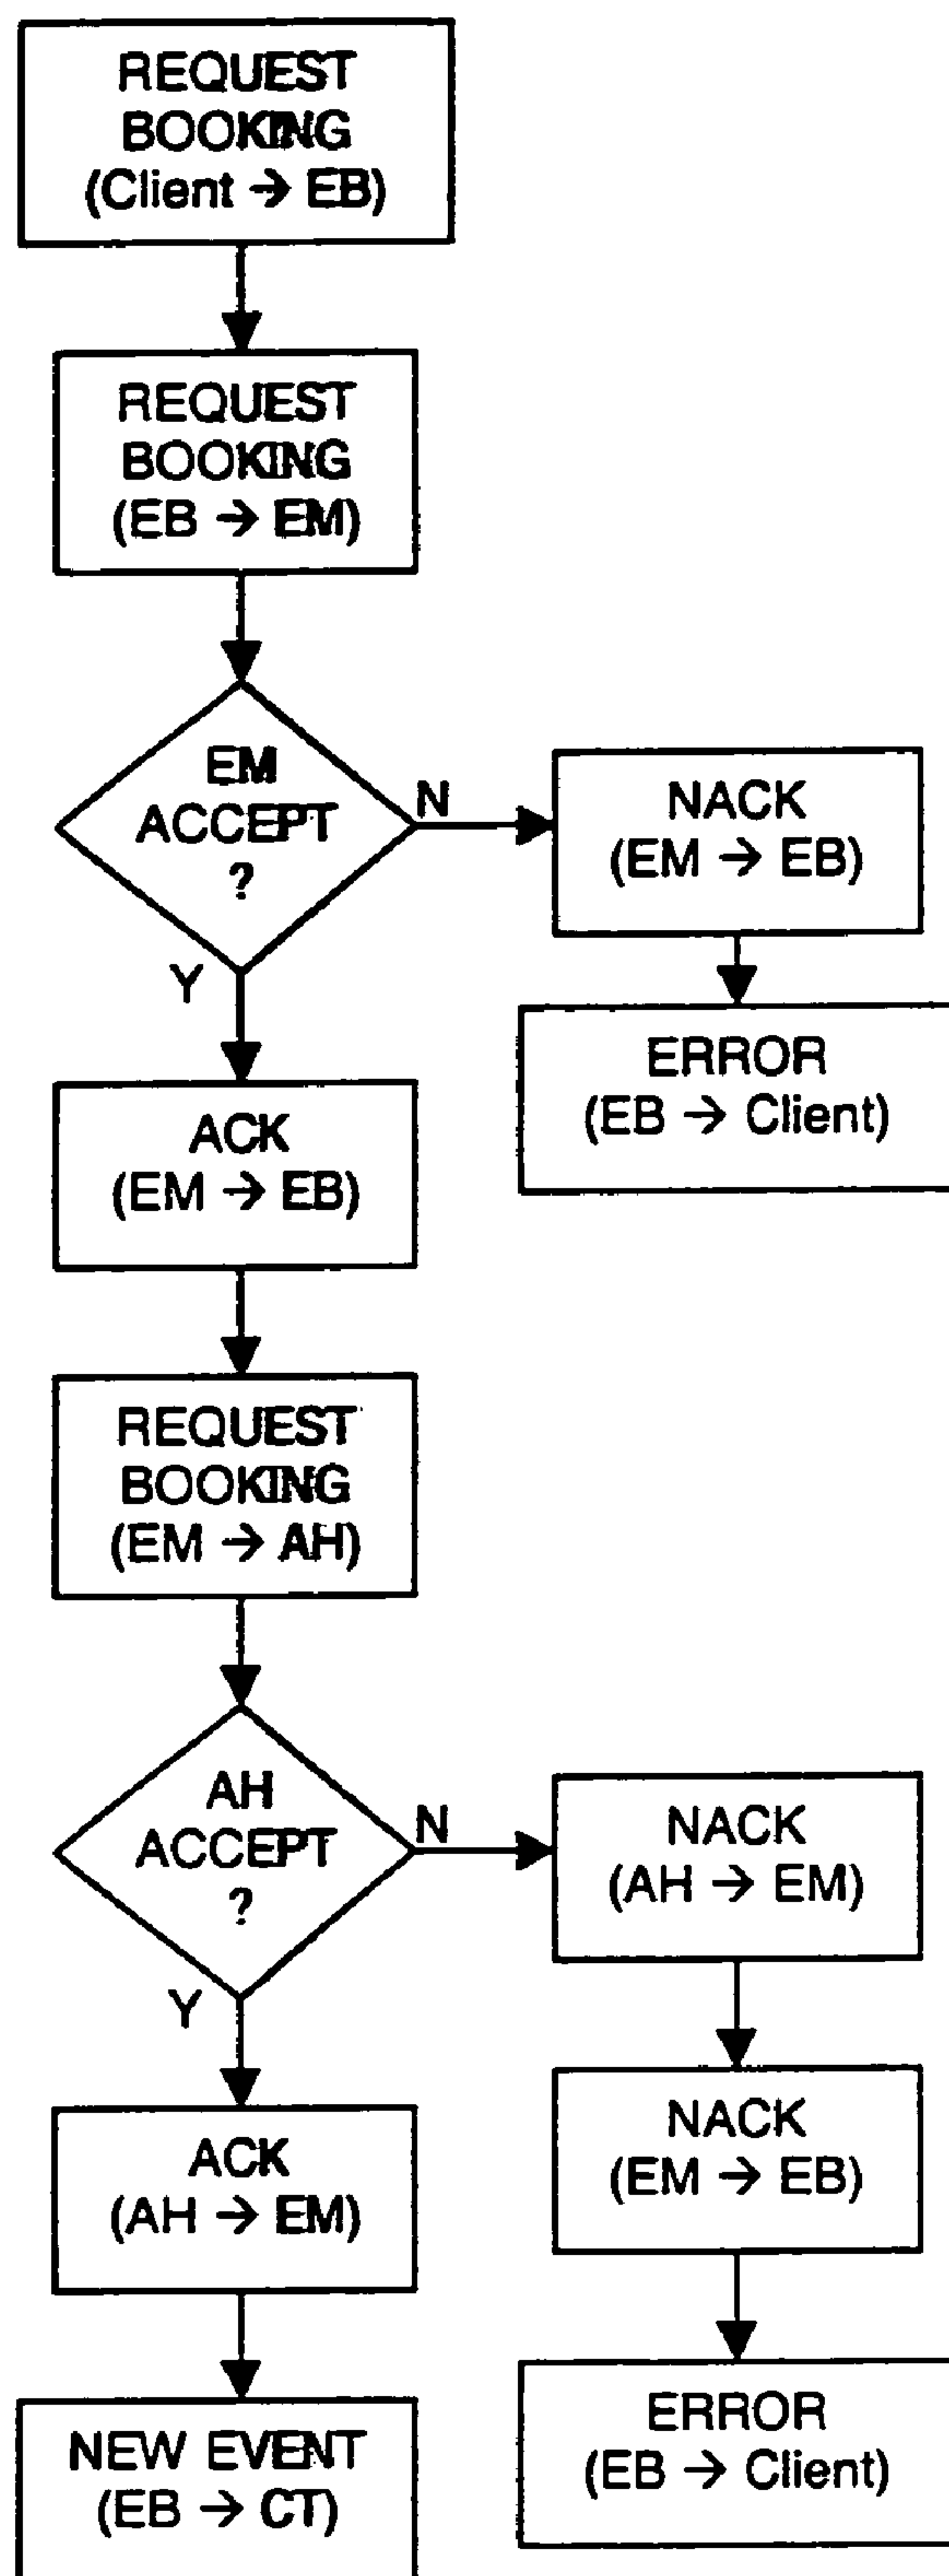 REQUEST
BOOKING
(Client → EB)
REQUEST
BOOKING
(EB → EM)
EM
ACCEPT
?
N
NACK
(EM → EB)
ERROR
(EB → Client)
Y
ACK
(EM → EB)
REQUEST
BOOKING
(EM → AH)
AH
ACCEPT
?
N
NACK
(AH → EM)
NACK
(EM → EB)
ERROR
(EB → Client)
Y
ACK
(AH → EM)
NEW EVENT
(EB → CT)